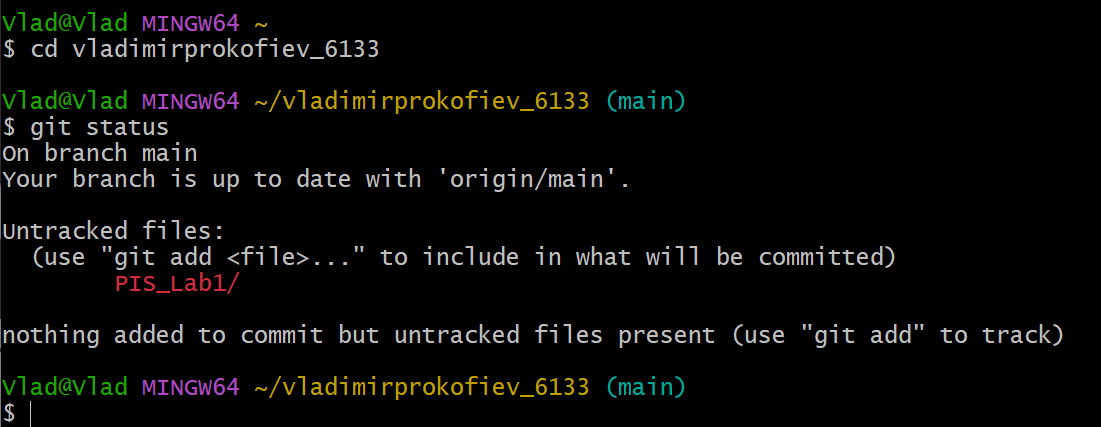 Vlad@Vlad MINGW64 ~
$ cd vladimirprokofiev_6133
Vlad@Vlad MINGW64 ~/vladimirprokofiev_6133 (main)
$ git status
On branch main
Your branch is up to date with 'origin/main'.
Untracked files:
  (use "git add <file>..." to include in what will be committed)
        PIS_Lab1/
nothing added to commit but untracked files present (use "git add" to track)
Vlad@Vlad MINGW64 ~/vladimirprokofiev_6133 (main)
$